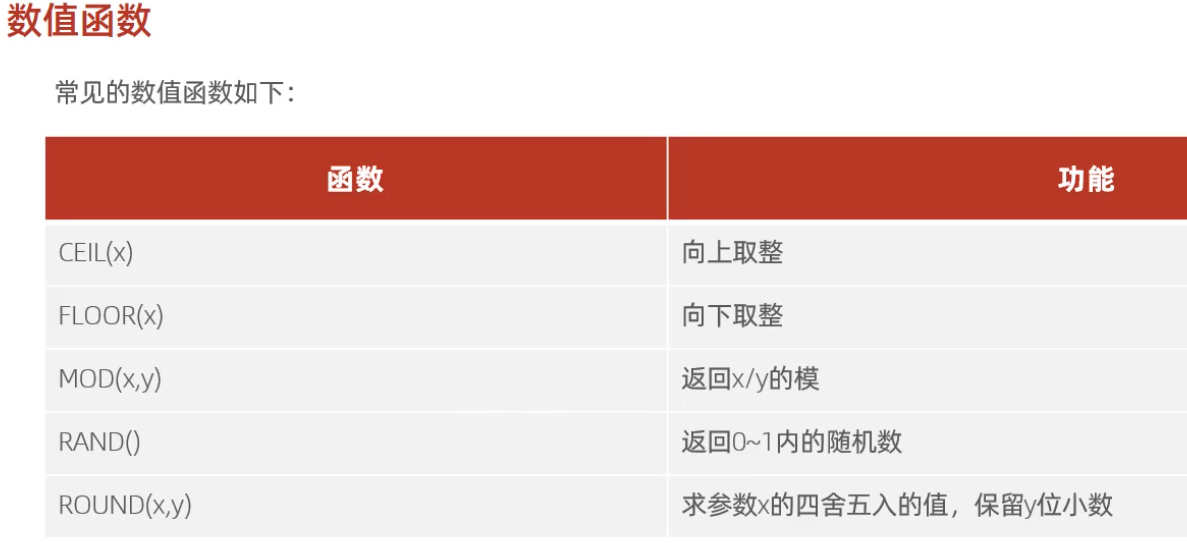 数值函数
常见的数值函数如下：
函数 功能
CEIL(x) 向上取整
FLOOR(x) 向下取整
MOD(x,y) 返回x/y的模
RAND() 返回0~1内的随机数
ROUND(x,y) 求参数x的四舍五入的值，保留y位小数